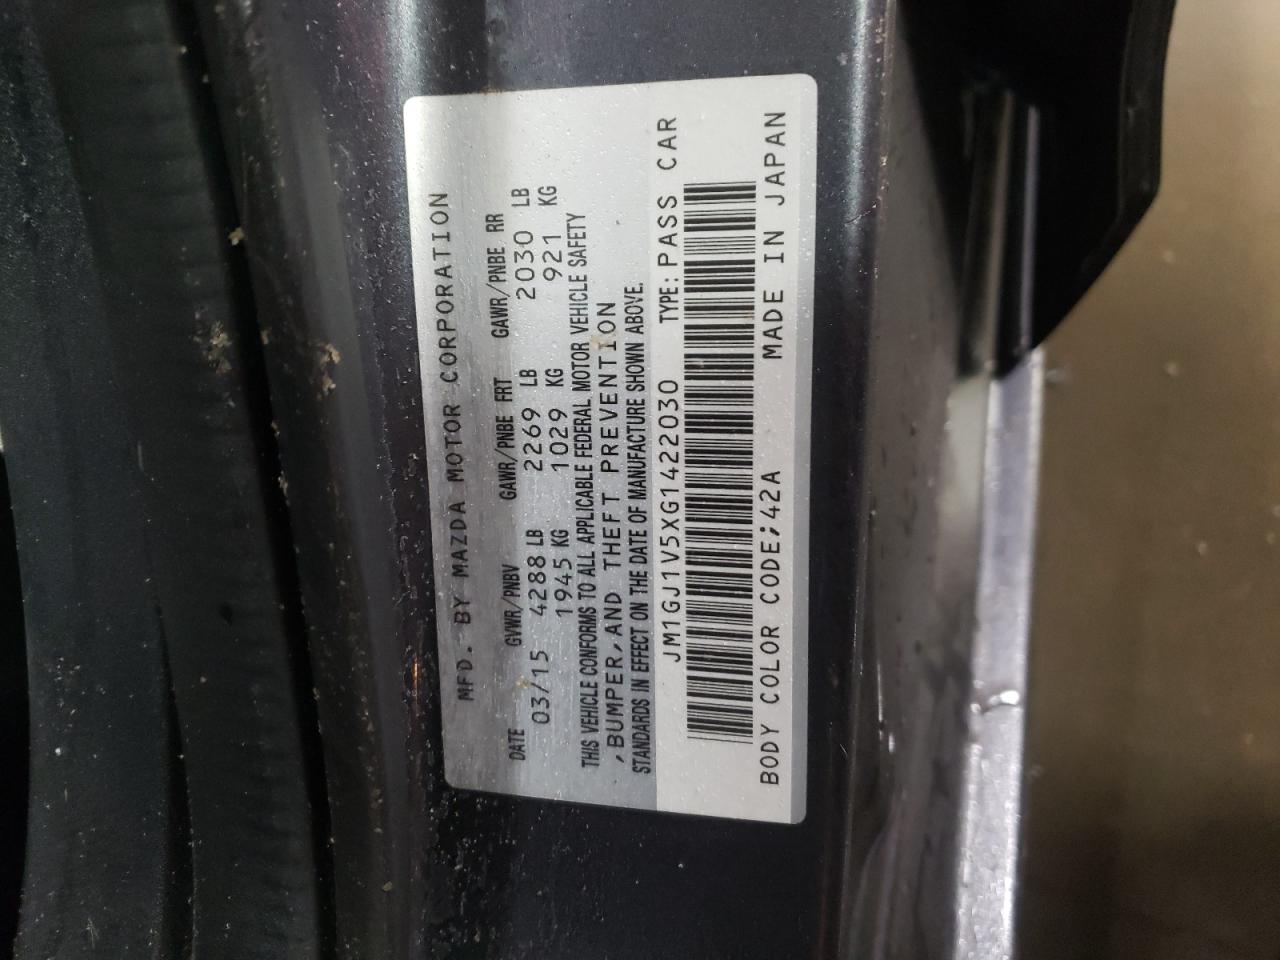 MFD. BY MAZDA MOTOR CORPORATION
DATE GVWR/PNBV GAWR/PNBE FRT GAWR/PNBE RR
03/15 4288 LB 2269 LB 2030 LB
1945 KG 1029 KG 921 KG
THIS VEHICLE CONFORMS TO ALL APPLICABLE FEDERAL MOTOR VEHICLE SAFETY
,BUMPER,AND THEFT PREVENTION
STANDARDS IN EFFECT ON THE DATE OF MANUFACTURE SHOWN ABOVE.
JM1GJ1V5XG1422030 TYPE:PASS CAR
BODY COLOR CODE;42A MADE IN JAPAN